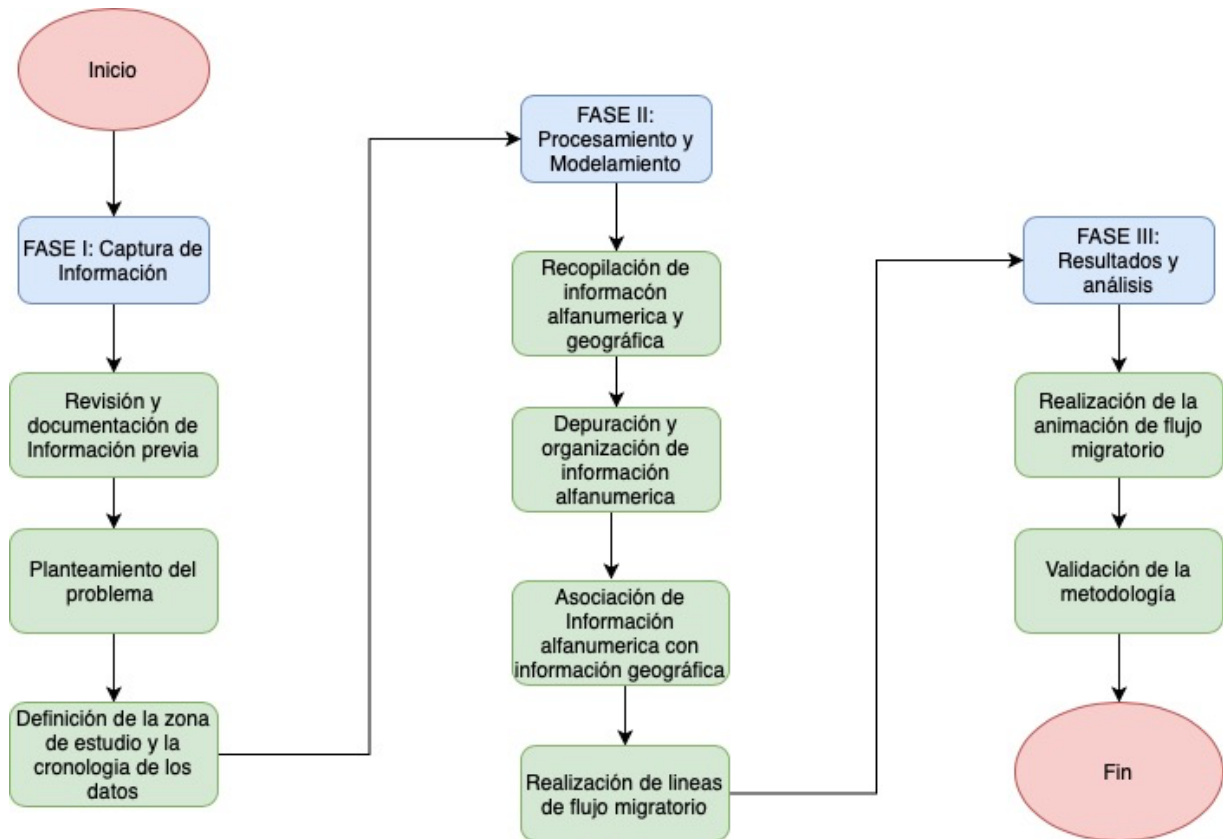 Inicio
FASE I: Captura de
Información
Revisión y
documentación de
Información previa
Planteamiento del
problema
Definición de la zona
de estudio y la
cronologia de los
datos
FASE II:
Procesamiento y
Modelamiento
Recopilación de
informacón
alfanumerica y
geográfica
Depuración y
organización de
información
alfanumerica
Asociación de
Información
alfanumerica con
información geográfica
Realización de lineas
de flujo migratorio
FASE III:
Resultados y
análisis
Realización de la
animación de flujo
migratorio
Validación de la
metodología
Fin